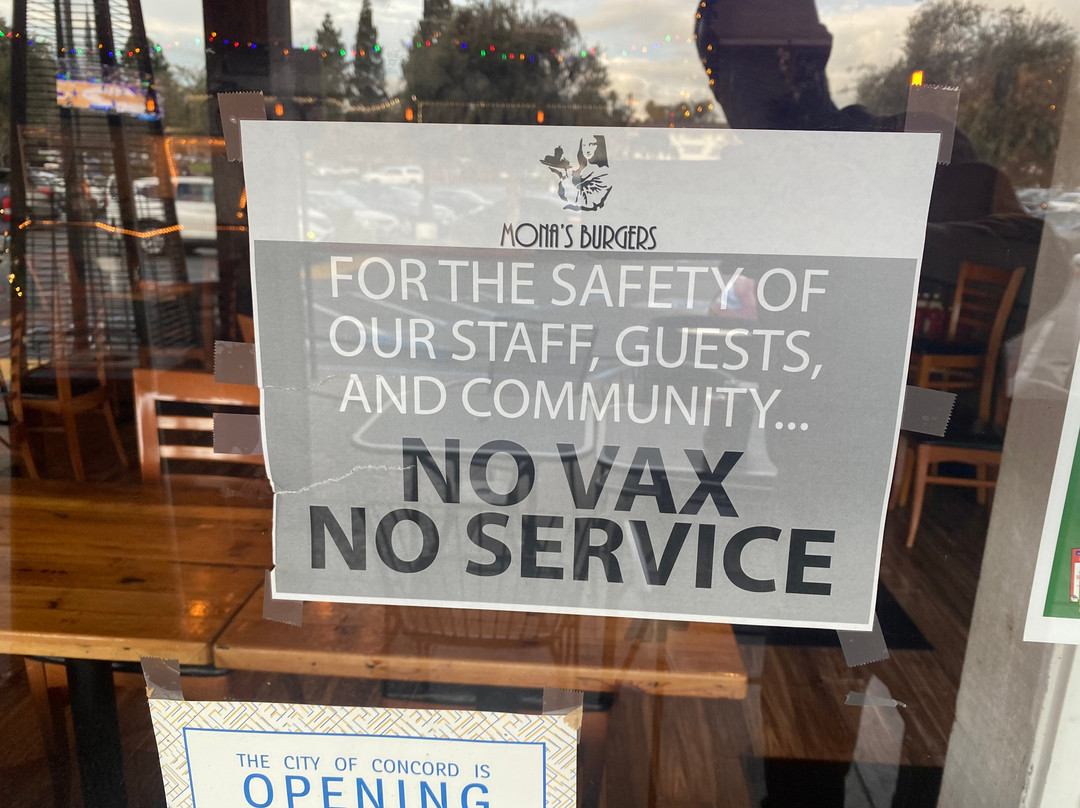 MONA'S BURGERS
FOR THE SAFETY OF
OUR STAFF, GUESTS,
AND COMMUNITY...
NO VAX
NO SERVICE
THE CITY OF CONCORD IS
OPENING